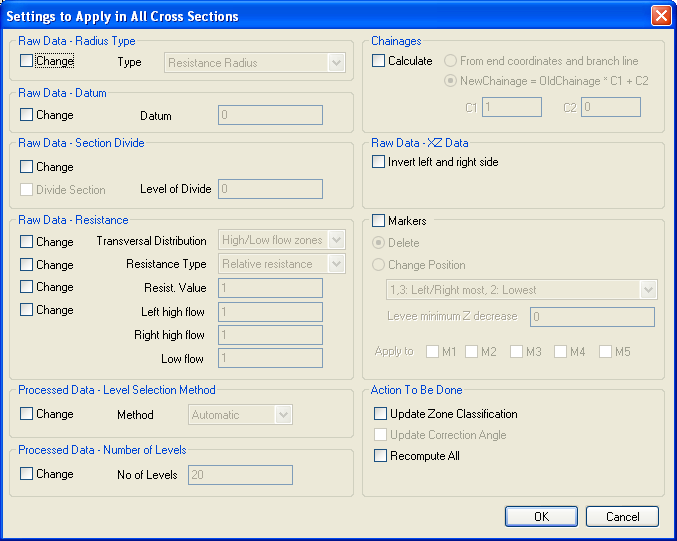 Settings to Apply in All Cross Sections
Raw Data - Radius Type
Change Type Resistance Radius
Raw Data - Datum
Change Datum 0
Raw Data - Section Divide
Change
Divide Section Level of Divide 0
Raw Data - Resistance
Change Transversal Distribution High/Low flow zones
Change Resistance Type Relative resistance
Change Resist. Value 1
Change Left high flow 1
Right high flow 1
Low flow 1
Processed Data - Level Selection Method
Change Method Automatic
Processed Data - Number of Levels
Change No of Levels 20
Chainages
Calculate From end coordinates and branch line
NewChainage = OldChainage * C1 + C2
C1 1 C2 0
Raw Data - XZ Data
Invert left and right side
Markers
Delete
Change Position
1,3: Left/Right most, 2: Lowest
Levee minimum Z decrease 0
Apply to M1 M2 M3 M4 M5
Action To Be Done
Update Zone Classification
Update Correction Angle
Recompute All
OK Cancel